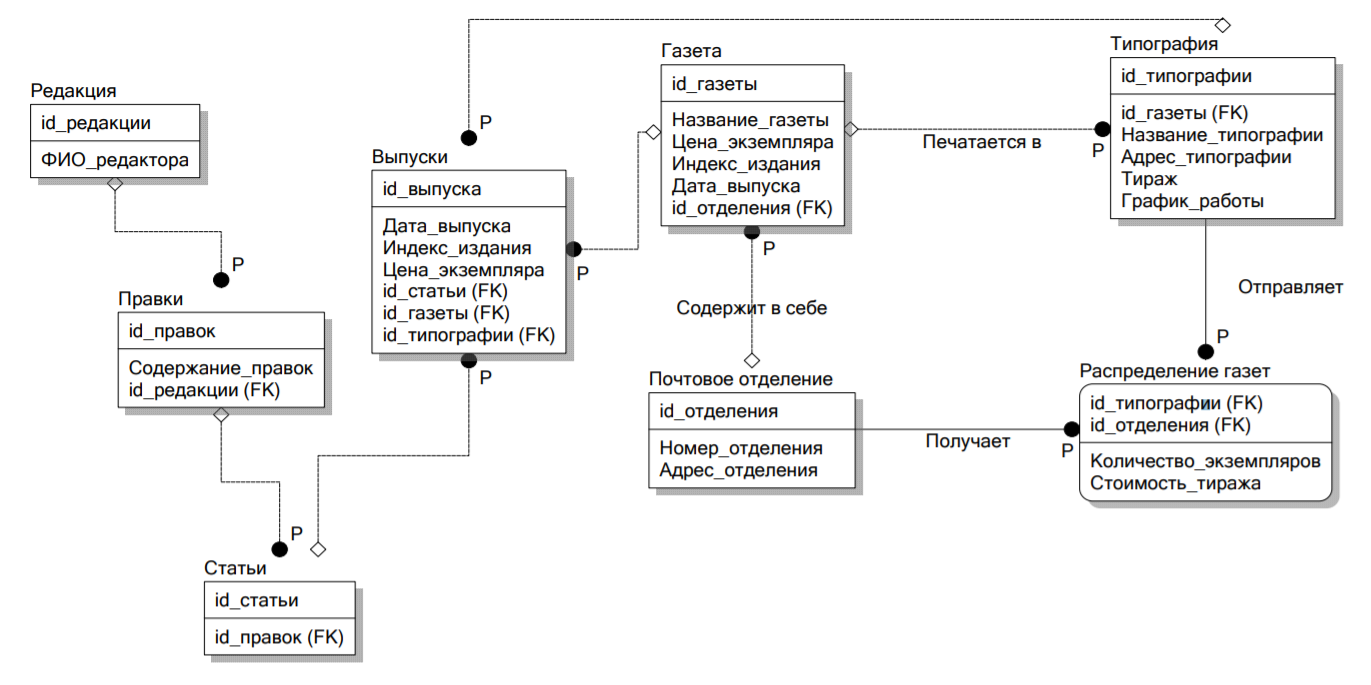 Редакция
id_редакции
ФИО_редактора
P
Правки
id_правок
Содержание_правок
id_редакции (FK)
P
Статьи
id_статьи
id_правок (FK)
P
Выпуски
id_выпуска
Дата_выпуска
Индекс_издания
Цена_экземпляра
id_статьи (FK)
id_газеты (FK)
id_типографии (FK)
P
P
Газета
id_газеты
Название_газеты
Цена_экземпляра
Индекс_издания
Дата_выпуска
id_отделения (FK)
P
Содержит в себе
Почтовое отделение
id_отделения
Номер_отделения
Адрес_отделения
Печатается в
P
Получает
P
Типография
id_типографии
id_газеты (FK)
Название_типографии
Адрес_типографии
Тираж
График_работы
Отправляет
P
Распределение газет
id_типографии (FK)
id_отделения (FK)
Количество_экземпляров
Стоимость_тиража